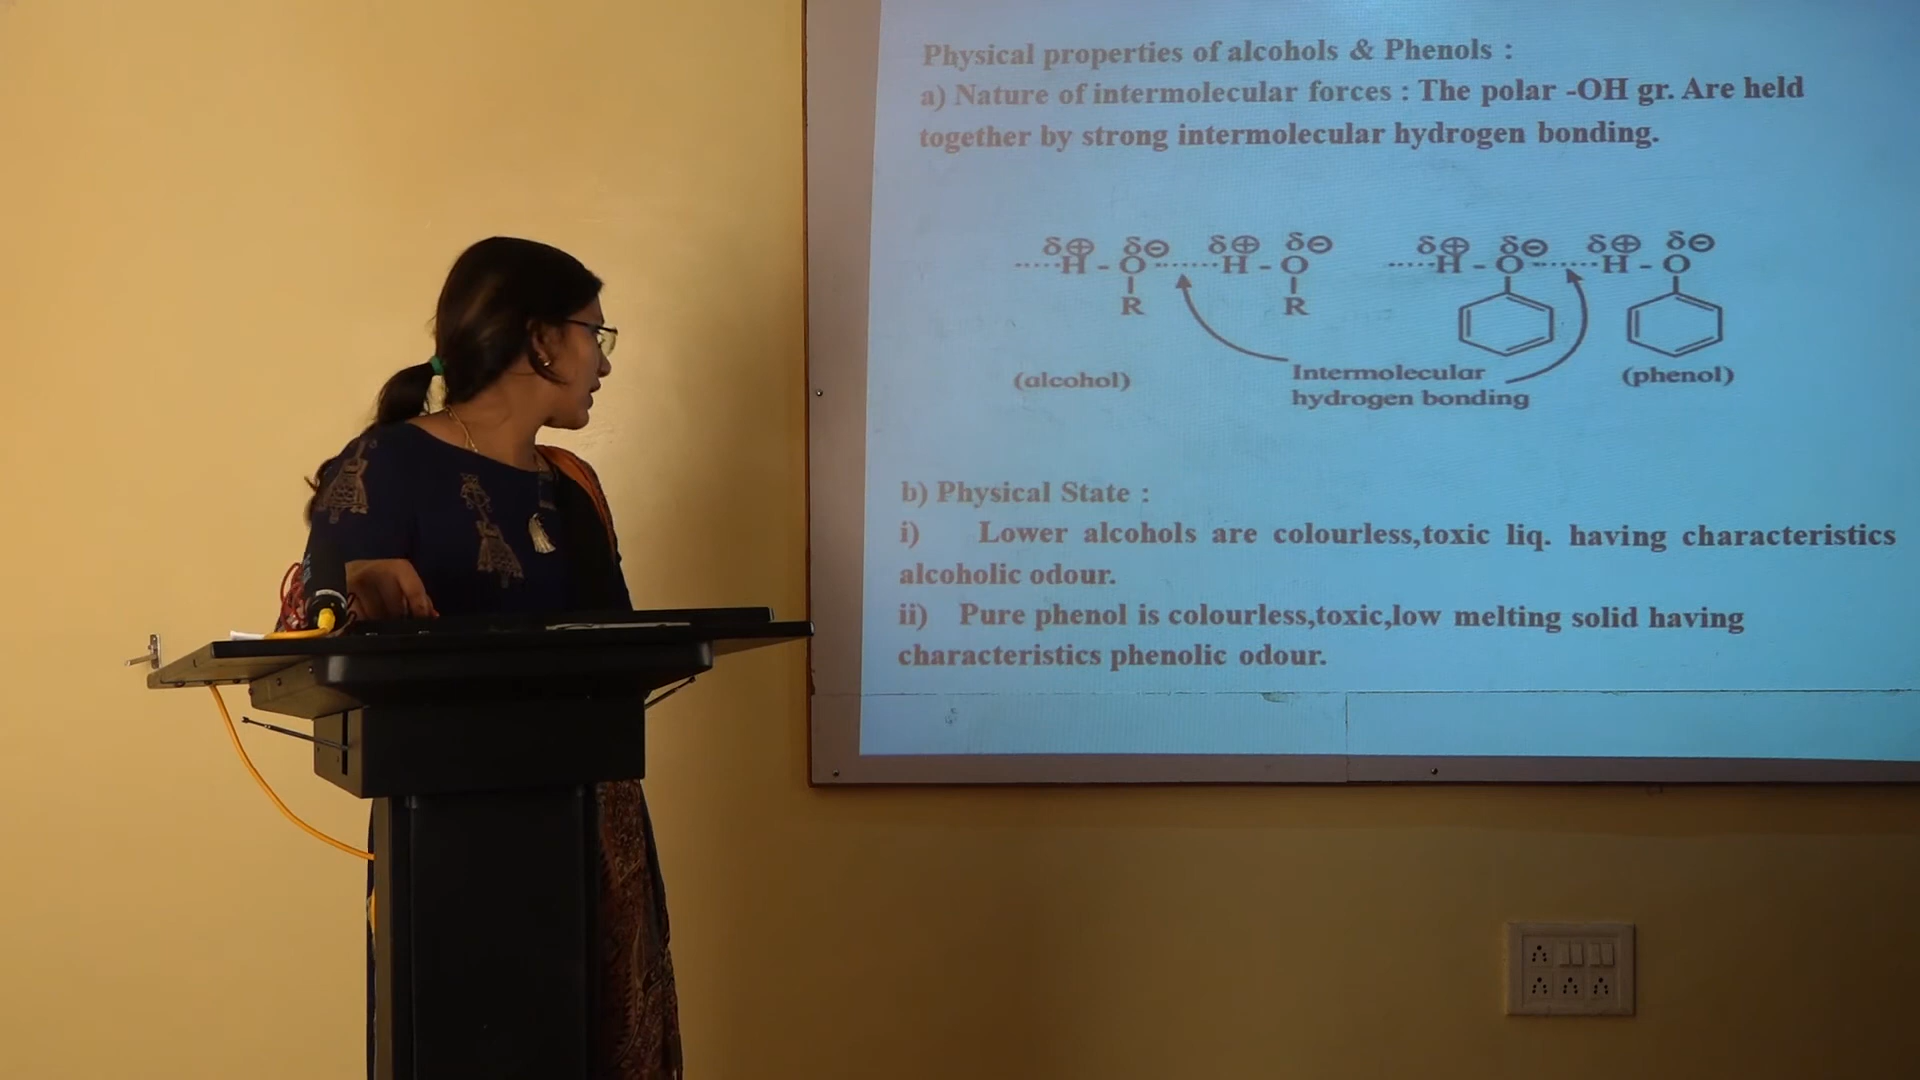 Physical properties of alcohols & Phenols :
a) Nature of intermolecular forces : The polar -OH gr. Are held
together by strong intermolecular hydrogen bonding.
δ⊕ δ⊖ δ⊕ δ⊖ δ⊕ δ⊖ δ⊕ δ⊖
.....H - O.......H - O .....H - O.......H - O
R R
(alcohol) Intermolecular (phenol)
hydrogen bonding
b) Physical State :
i) Lower alcohols are colourless,toxic liq. having characteristics
alcoholic odour.
ii) Pure phenol is colourless,toxic,low melting solid having
characteristics phenolic odour.